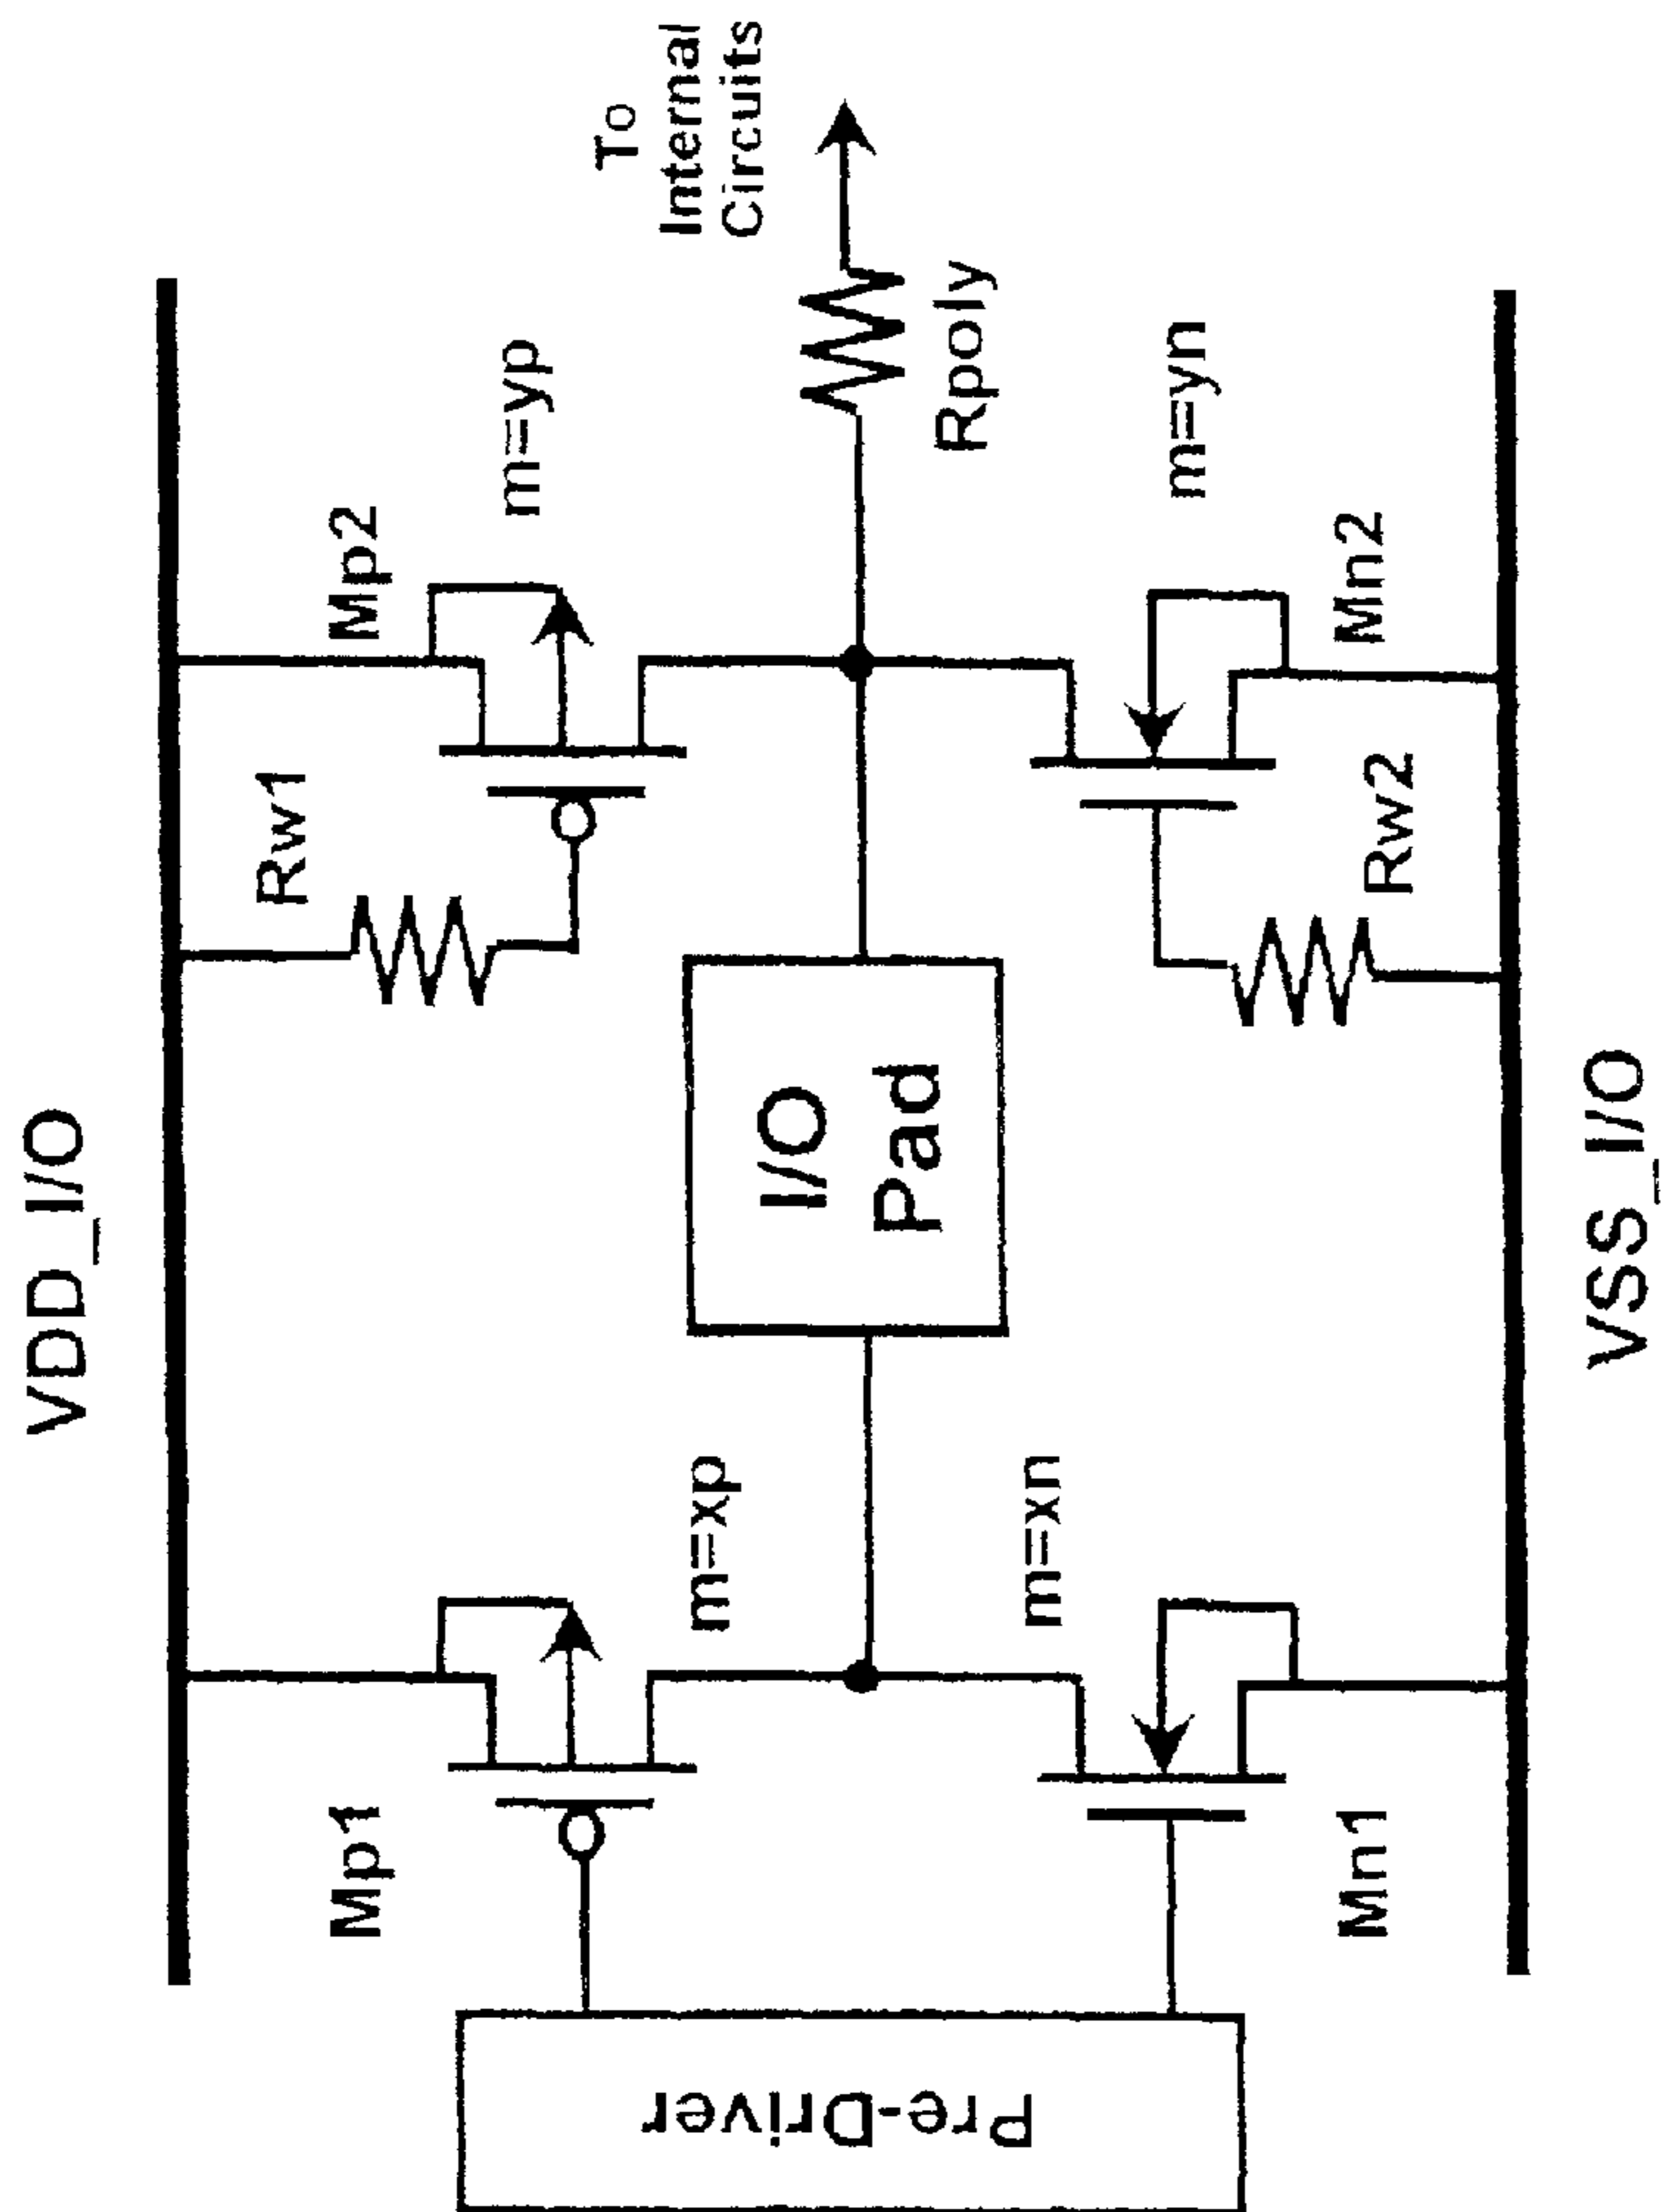 VDD_I/O
Mp1
m=xp
Rw1
Mp2
m=yp
To
Internal
Circuits
Pre-Driver
I/O
Pad
Rpoly
Mn1
m=xn
Rw2
Mn2
m=yn
VSS_I/O